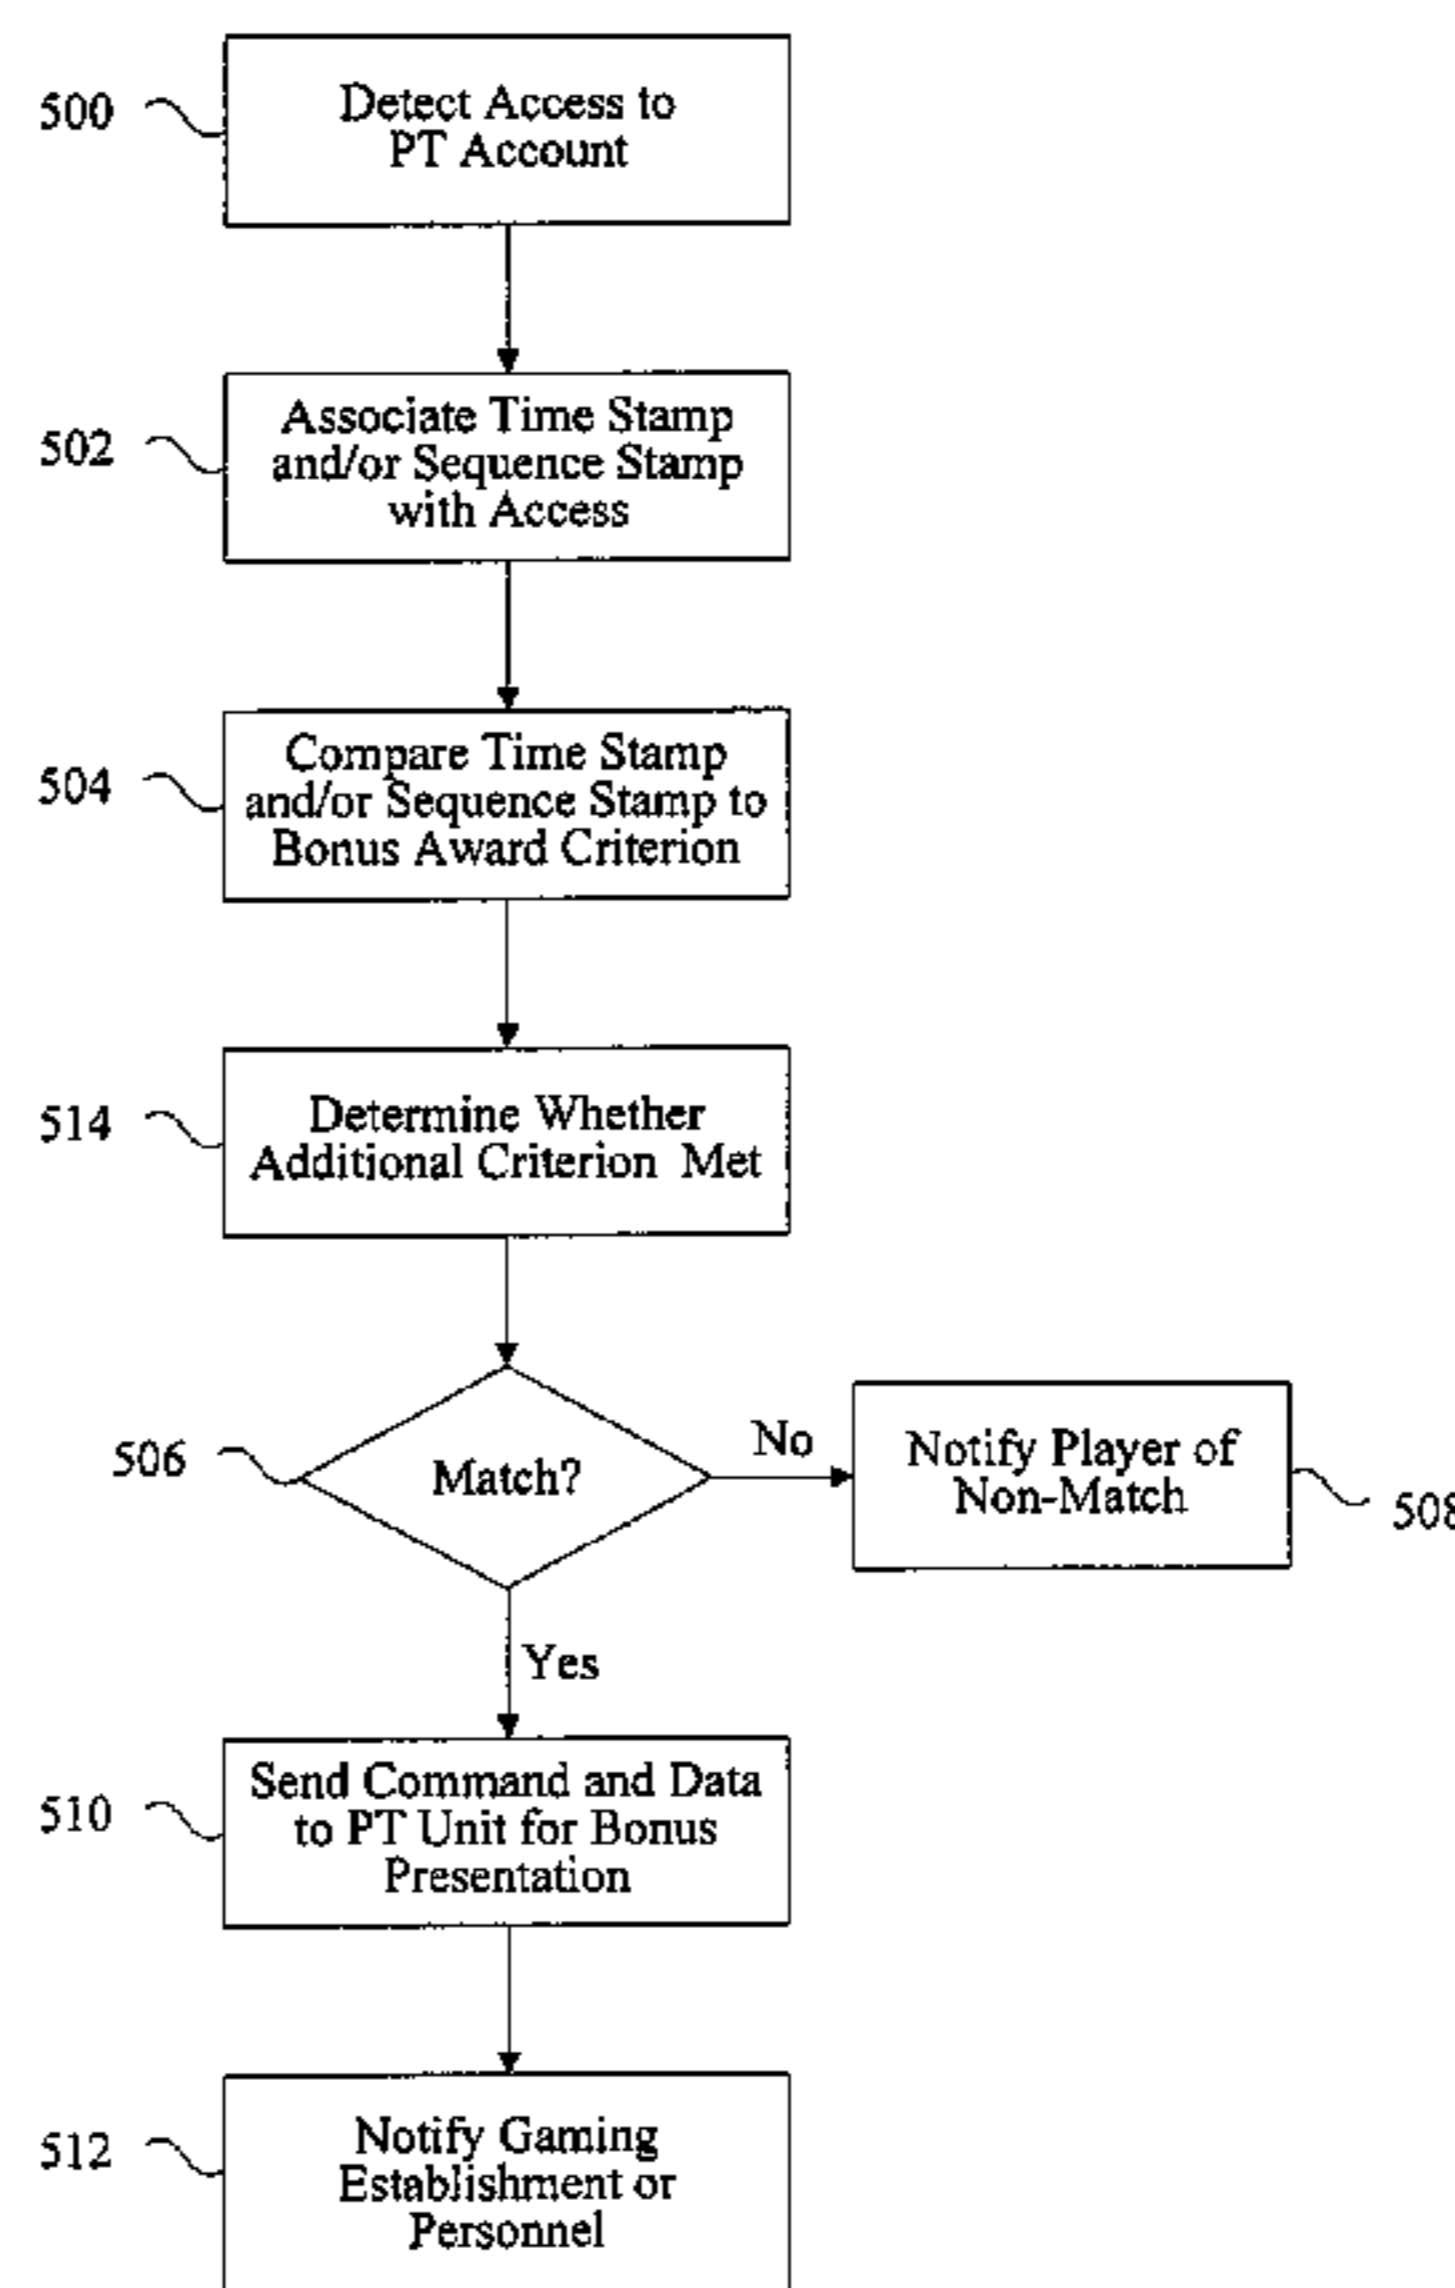 500
Detect Access to
PT Account
502
Associate Time Stamp
and/or Sequence Stamp
with Access
504
Compare Time Stamp
and/or Sequence Stamp to
Bonus Award Criterion
514
Determine Whether
Additional Criterion Met
506
Match?
No
Notify Player of
Non-Match
508
Yes
510
Send Command and Data
to PT Unit for Bonus
Presentation
512
Notify Gaming
Establishment or
Personnel